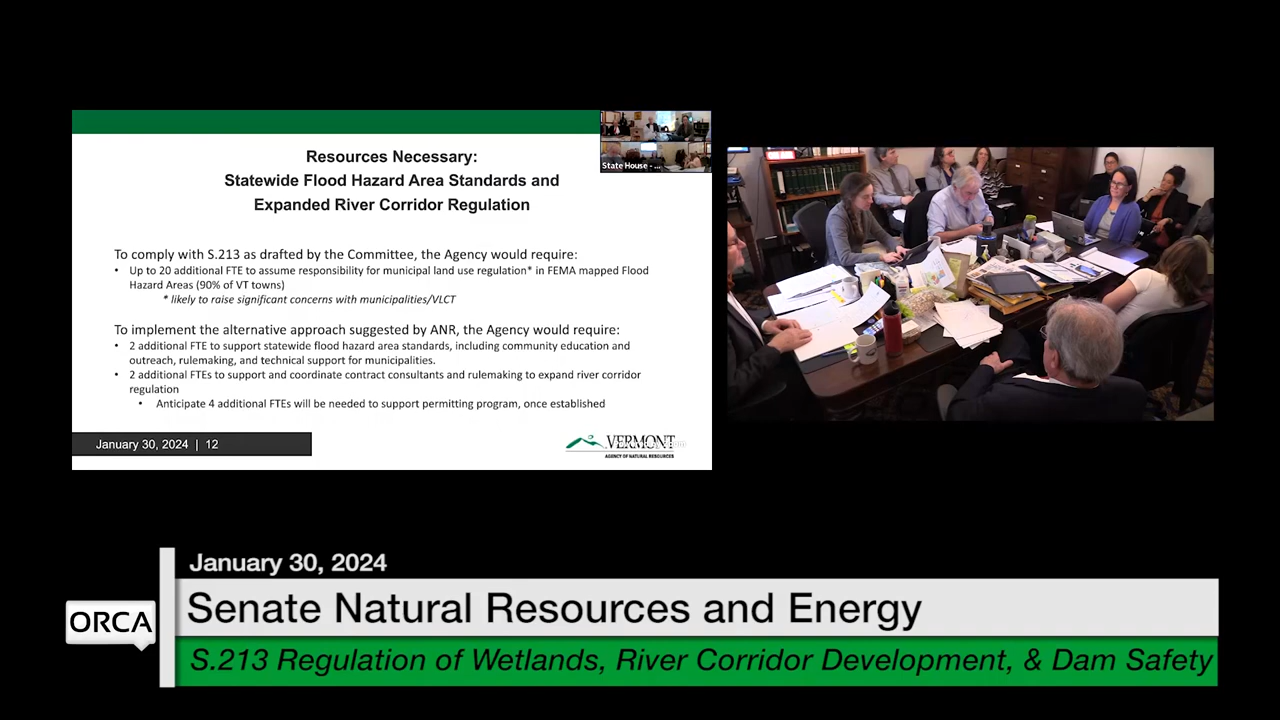 Resources Necessary:
Statewide Flood Hazard Area Standards and
Expanded River Corridor Regulation
State House - ...
To comply with S.213 as drafted by the Committee, the Agency would require:
• Up to 20 additional FTE to assume responsibility for municipal land use regulation* in FEMA mapped Flood
Hazard Areas (90% of VT towns)
* likely to raise significant concerns with municipalities/VLCT
To implement the alternative approach suggested by ANR, the Agency would require:
• 2 additional FTE to support statewide flood hazard area standards, including community education and
outreach, rulemaking, and technical support for municipalities.
• 2 additional FTEs to support and coordinate contract consultants and rulemaking to expand river corridor
regulation
• Anticipate 4 additional FTEs will be needed to support permitting program, once established
January 30, 2024 | 12
VERMONT
AGENCY OF NATURAL RESOURCES
January 30, 2024
Senate Natural Resources and Energy
ORCA
S.213 Regulation of Wetlands, River Corridor Development, & Dam Safety